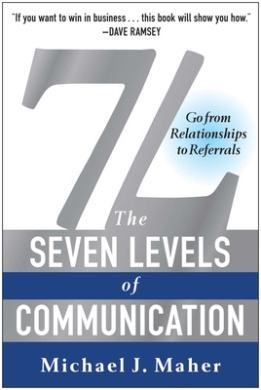 "If you want to win in business . . . this book will show you how."
—DAVE RAMSEY
7L
Go from
Relationships
to Referrals
The
SEVEN LEVELS
of
COMMUNICATION
Michael J. Maher